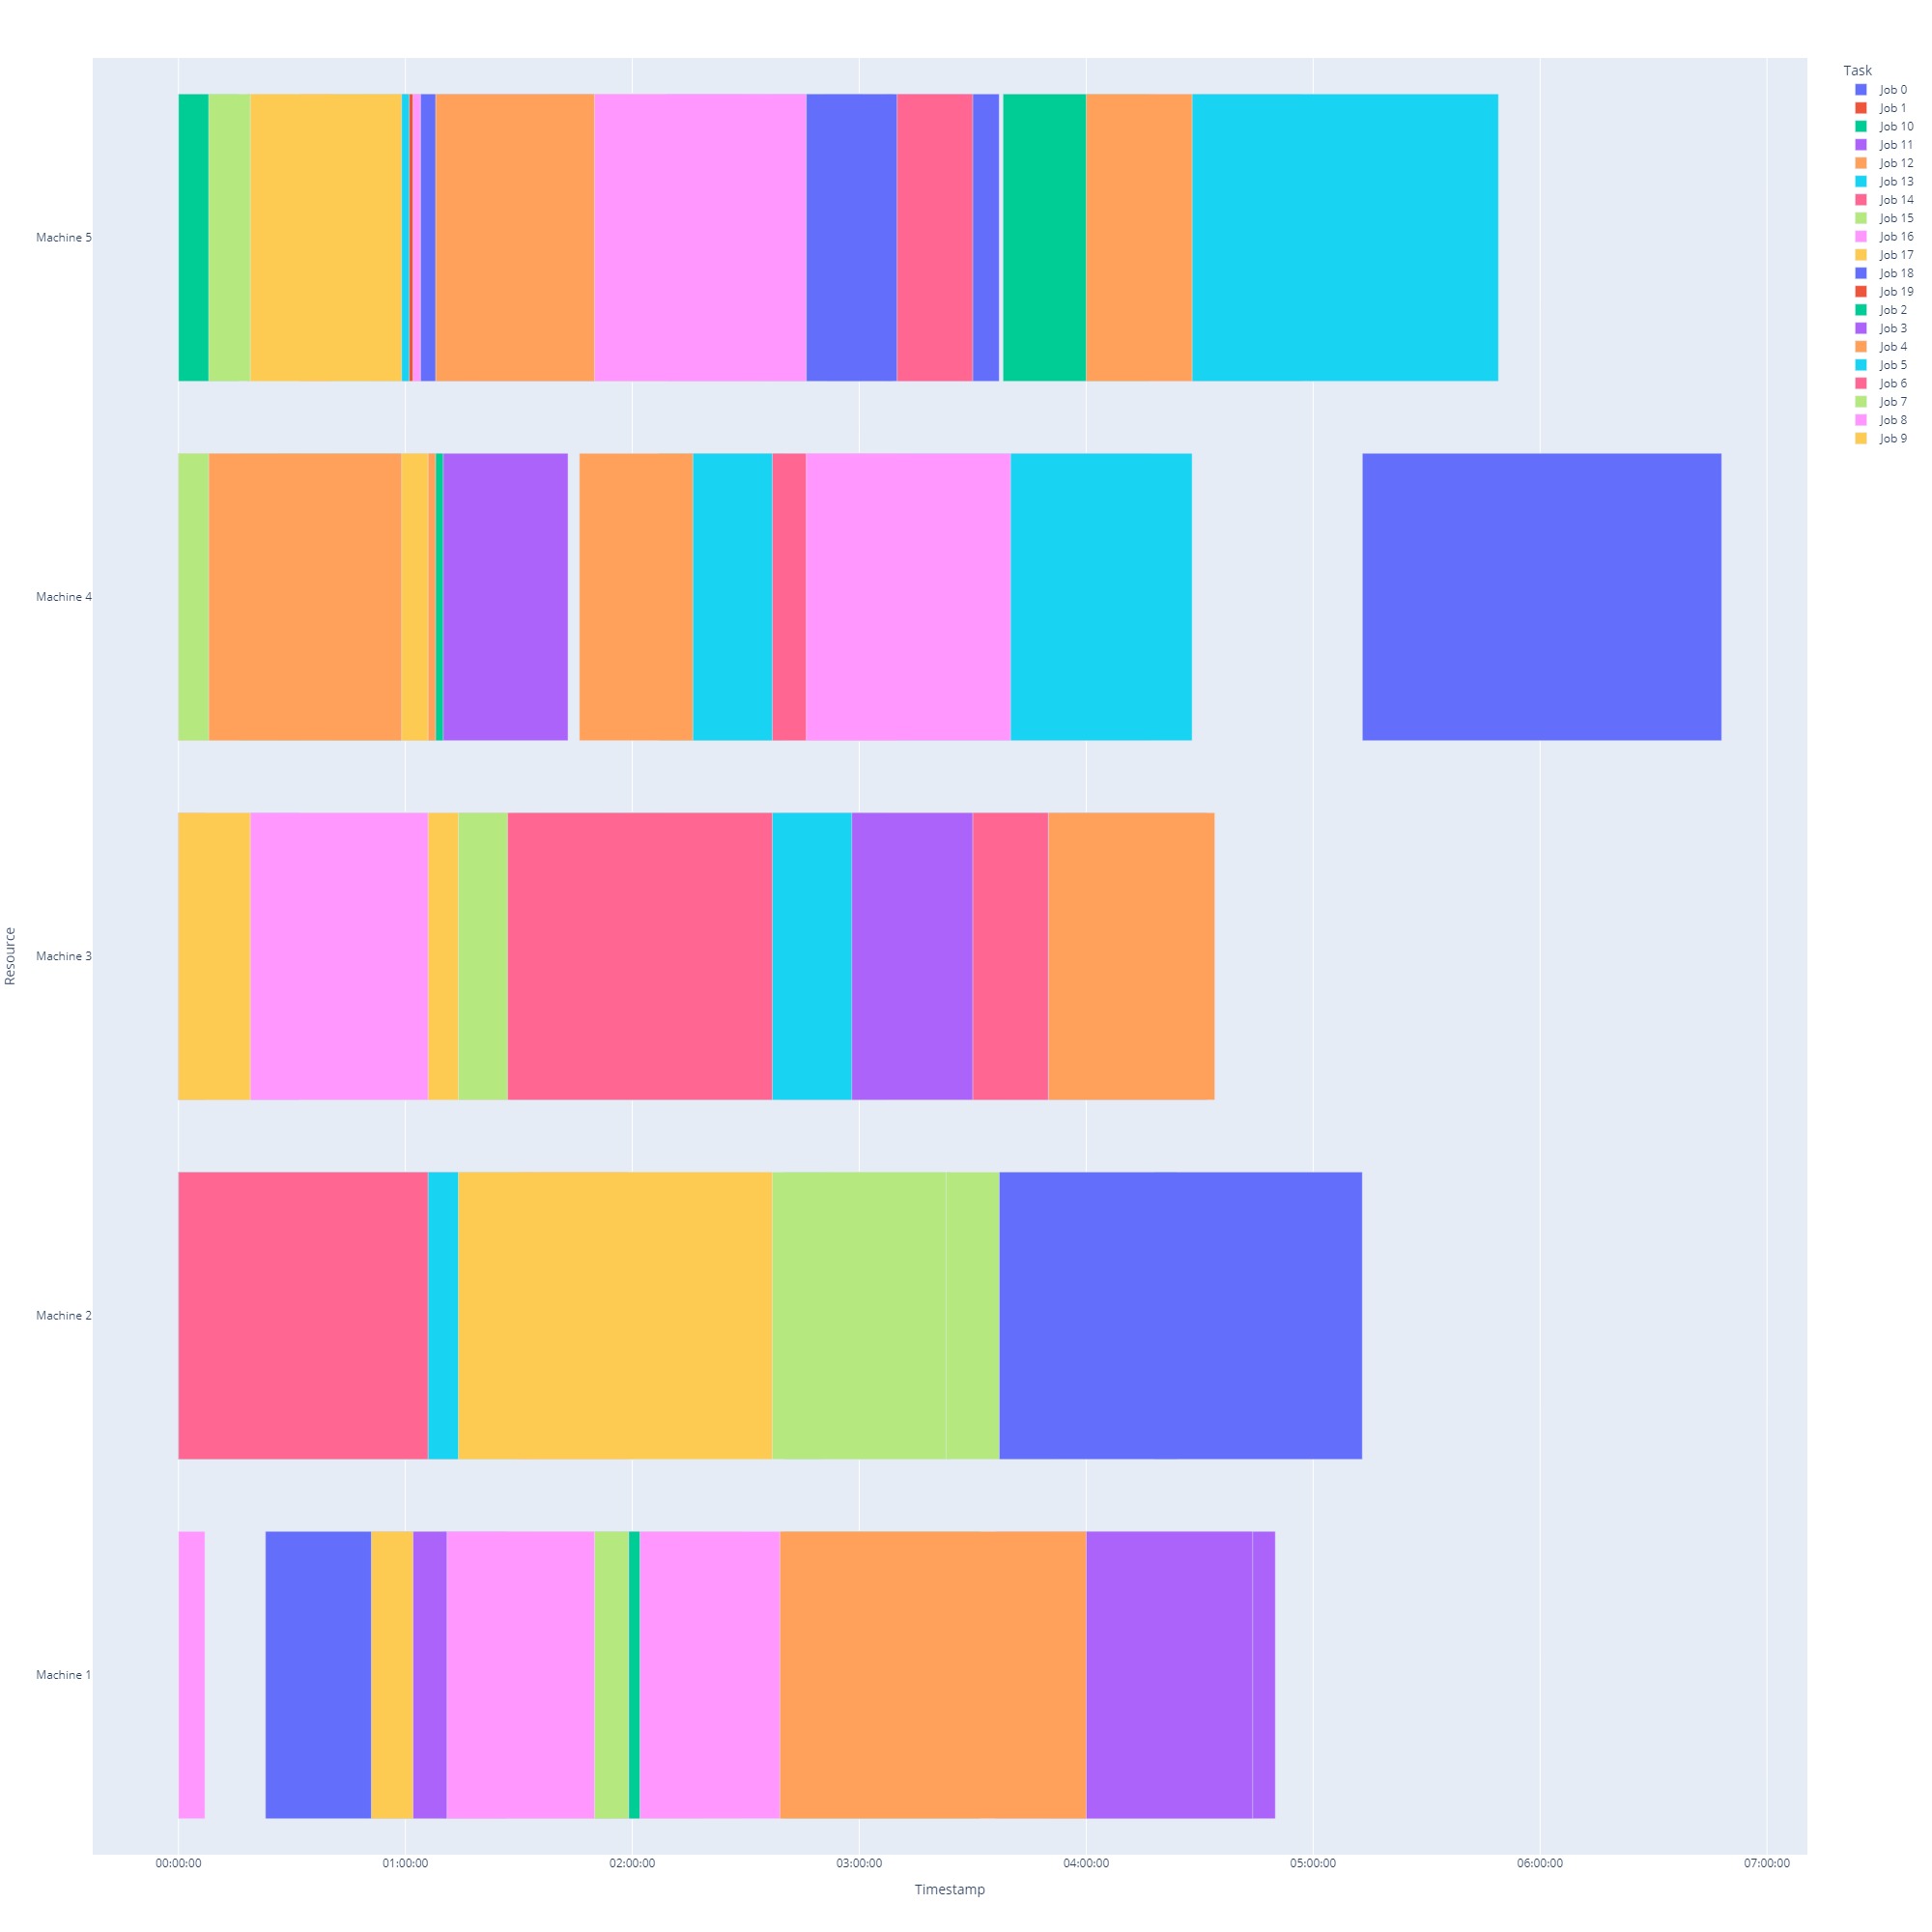 Task
Job 0
Job 1
Job 10
Job 11
Job 12
Job 13
Job 14
Job 15
Job 16
Job 17
Job 18
Job 19
Job 2
Job 3
Job 4
Job 5
Job 6
Job 7
Job 8
Job 9
Machine 5
Machine 4
Machine 3
Machine 2
Machine 1
Resource
00:00:00 01:00:00 02:00:00 03:00:00 04:00:00 05:00:00 06:00:00 07:00:00
Timestamp